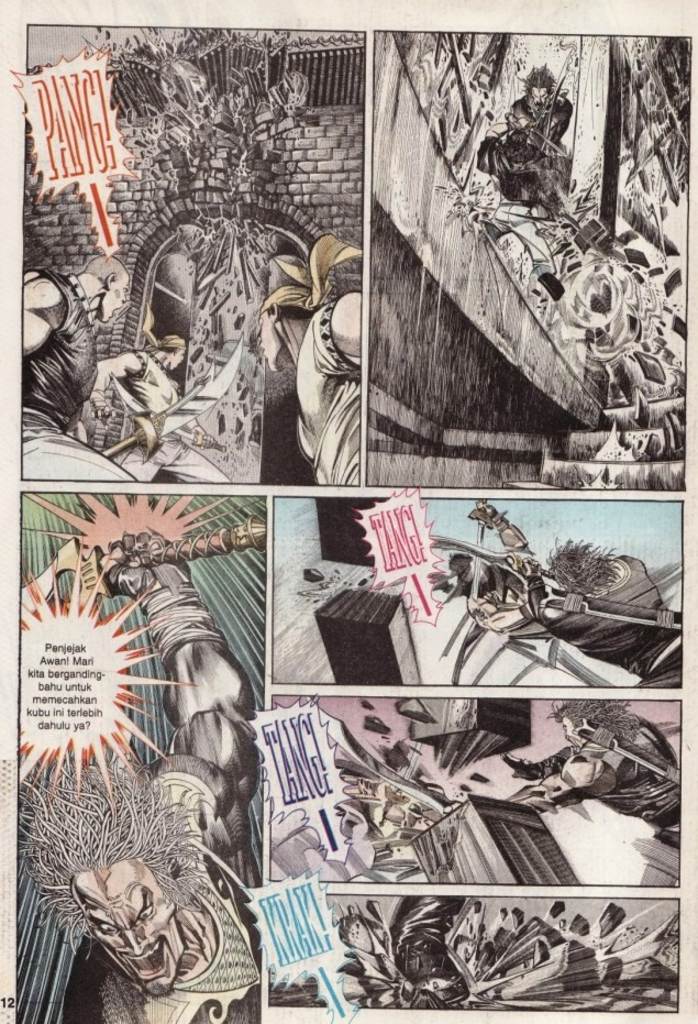 PANG!
Penjejak
Awan! Mari
kita berganding-
bahu untuk
memecahkan
kubu ini terlebih
dahulu ya?
TANG!
TANG!
KRAK!
12